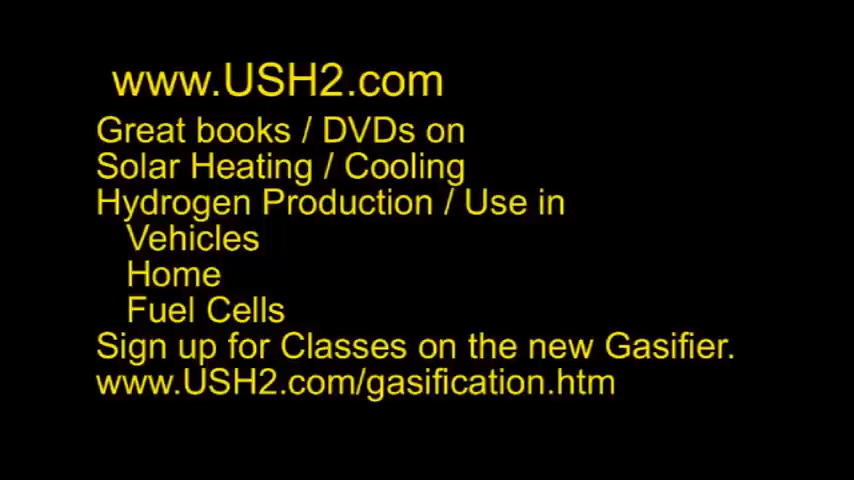 www.USH2.com
Great books / DVDs on
Solar Heating / Cooling
Hydrogen Production / Use in
Vehicles
Home
Fuel Cells
Sign up for Classes on the new Gasifier.
www.USH2.com/gasification.htm